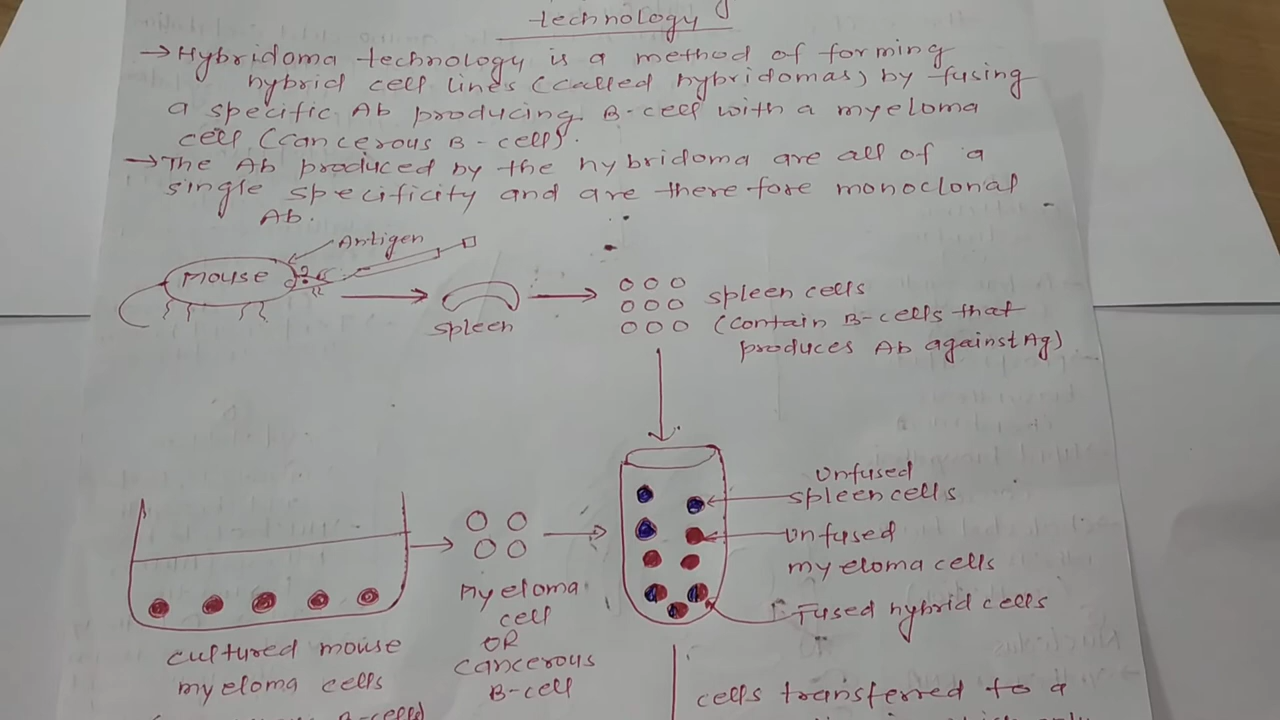 technology
→ Hybridoma technology is a method of forming
hybrid cell lines (called hybridomas) by fusing
a specific Ab producing B-cell with a myeloma
cell (cancerous B-cell).
→ The Ab produced by the hybridoma are all of a
single specificity and are therefore monoclonal
Ab.
Antigen
Mouse
spleen
spleen cells
(contain B-cells that
produces Ab against Ag)
Unfused
spleen cells
Unfused
myeloma cells
Fused hybrid cells
Myeloma
cell
OR
cancerous
B-cell
cultured mouse
myeloma cells
B-cells)
cells transferred to a